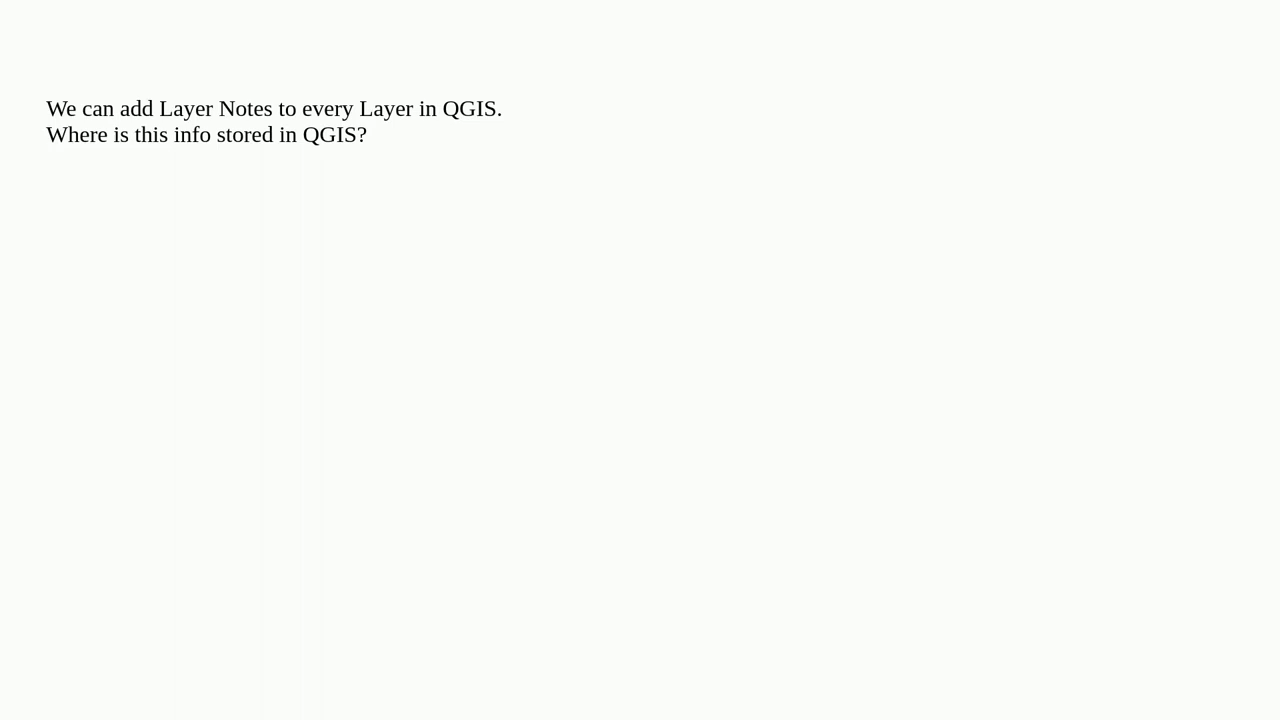 We can add Layer Notes to every Layer in QGIS.
Where is this info stored in QGIS?